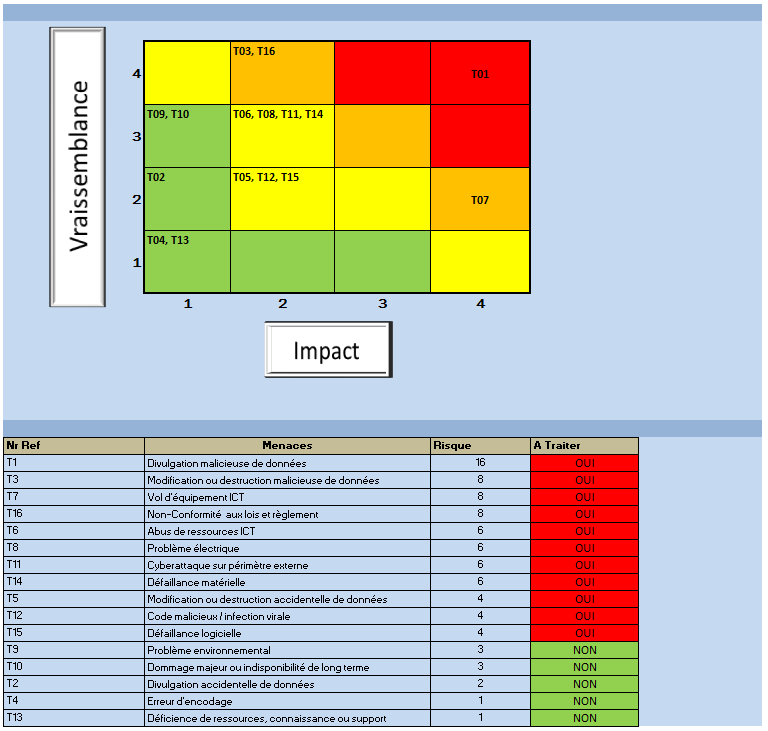 Vraissemblance
4
T03, T16
T01
3
T09, T10
T06, T08, T11, T14
2
T02
T05, T12, T15
T07
1
T04, T13
1 2 3 4
Impact
Nr Ref Menaces Risque A Traiter
T1 Divulgation malicieuse de données 16 OUI
T3 Modification ou destruction malicieuse de données 8 OUI
T7 Vol d'équipement ICT 8 OUI
T16 Non-Conformité aux lois et règlement 8 OUI
T6 Abus de ressources ICT 6 OUI
T8 Problème électrique 6 OUI
T11 Cyberattaque sur périmètre externe 6 OUI
T14 Défaillance matérielle 6 OUI
T5 Modification ou destruction accidentelle de données 4 OUI
T12 Code malicieux / infection virale 4 OUI
T15 Défaillance logicielle 4 OUI
T9 Problème environnemental 3 NON
T10 Dommage majeur ou indisponibilité de long terme 3 NON
T2 Divulgation accidentelle de données 2 NON
T4 Erreur d'encodage 1 NON
T13 Déficience de ressources, connaissance ou support 1 NON